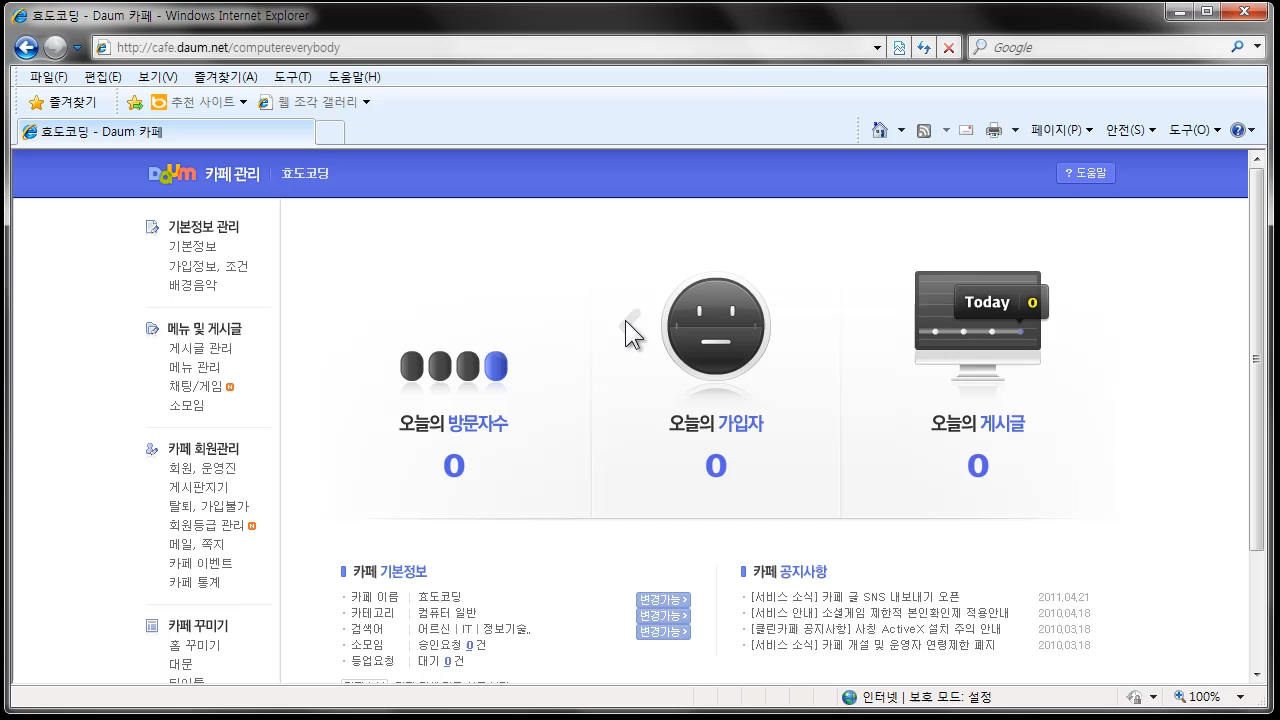 효도코딩 - Daum 카페 - Windows Internet Explorer
http://cafe.daum.net/computereverybody
Google
파일(F) 편집(E) 보기(V) 즐겨찾기(A) 도구(T) 도움말(H)
즐겨찾기 추천 사이트 웹 조각 갤러리
효도코딩 - Daum 카페
페이지(P) 안전(S) 도구(O)
Daum 카페 관리 효도코딩
? 도움말
기본정보 관리
기본정보
가입정보, 조건
배경음악
메뉴 및 게시글
게시글 관리
메뉴 관리
채팅/게임 N
소모임
카페 회원관리
회원, 운영진
게시판지기
탈퇴, 가입불가
회원등급 관리 N
메일, 쪽지
카페 이벤트
카페 통계
카페 꾸미기
홈 꾸미기
대문
오늘의 방문자수
0
오늘의 가입자
0
Today 0
오늘의 게시글
0
카페 기본정보
· 카페 이름 | 효도코딩 변경가능 >
· 카테고리 | 컴퓨터 일반 변경가능 >
· 검색어 | 어르신 | IT | 정보기술.. 변경가능 >
· 소모임 | 승인요청 0 건
· 등업요청 | 대기 0 건
카페 공지사항
· [서비스 소식] 카페 글 SNS 내보내기 오픈 2011.04.21
· [서비스 안내] 소셜게임 제한적 본인확인제 적용안내 2010.04.18
· [클린카페 공지사항] 사칭 ActiveX 설치 주의 안내 2010.03.18
· [서비스 소식] 카페 개설 및 운영자 연령제한 폐지 2010.03.18
인터넷 | 보호 모드: 설정
100%